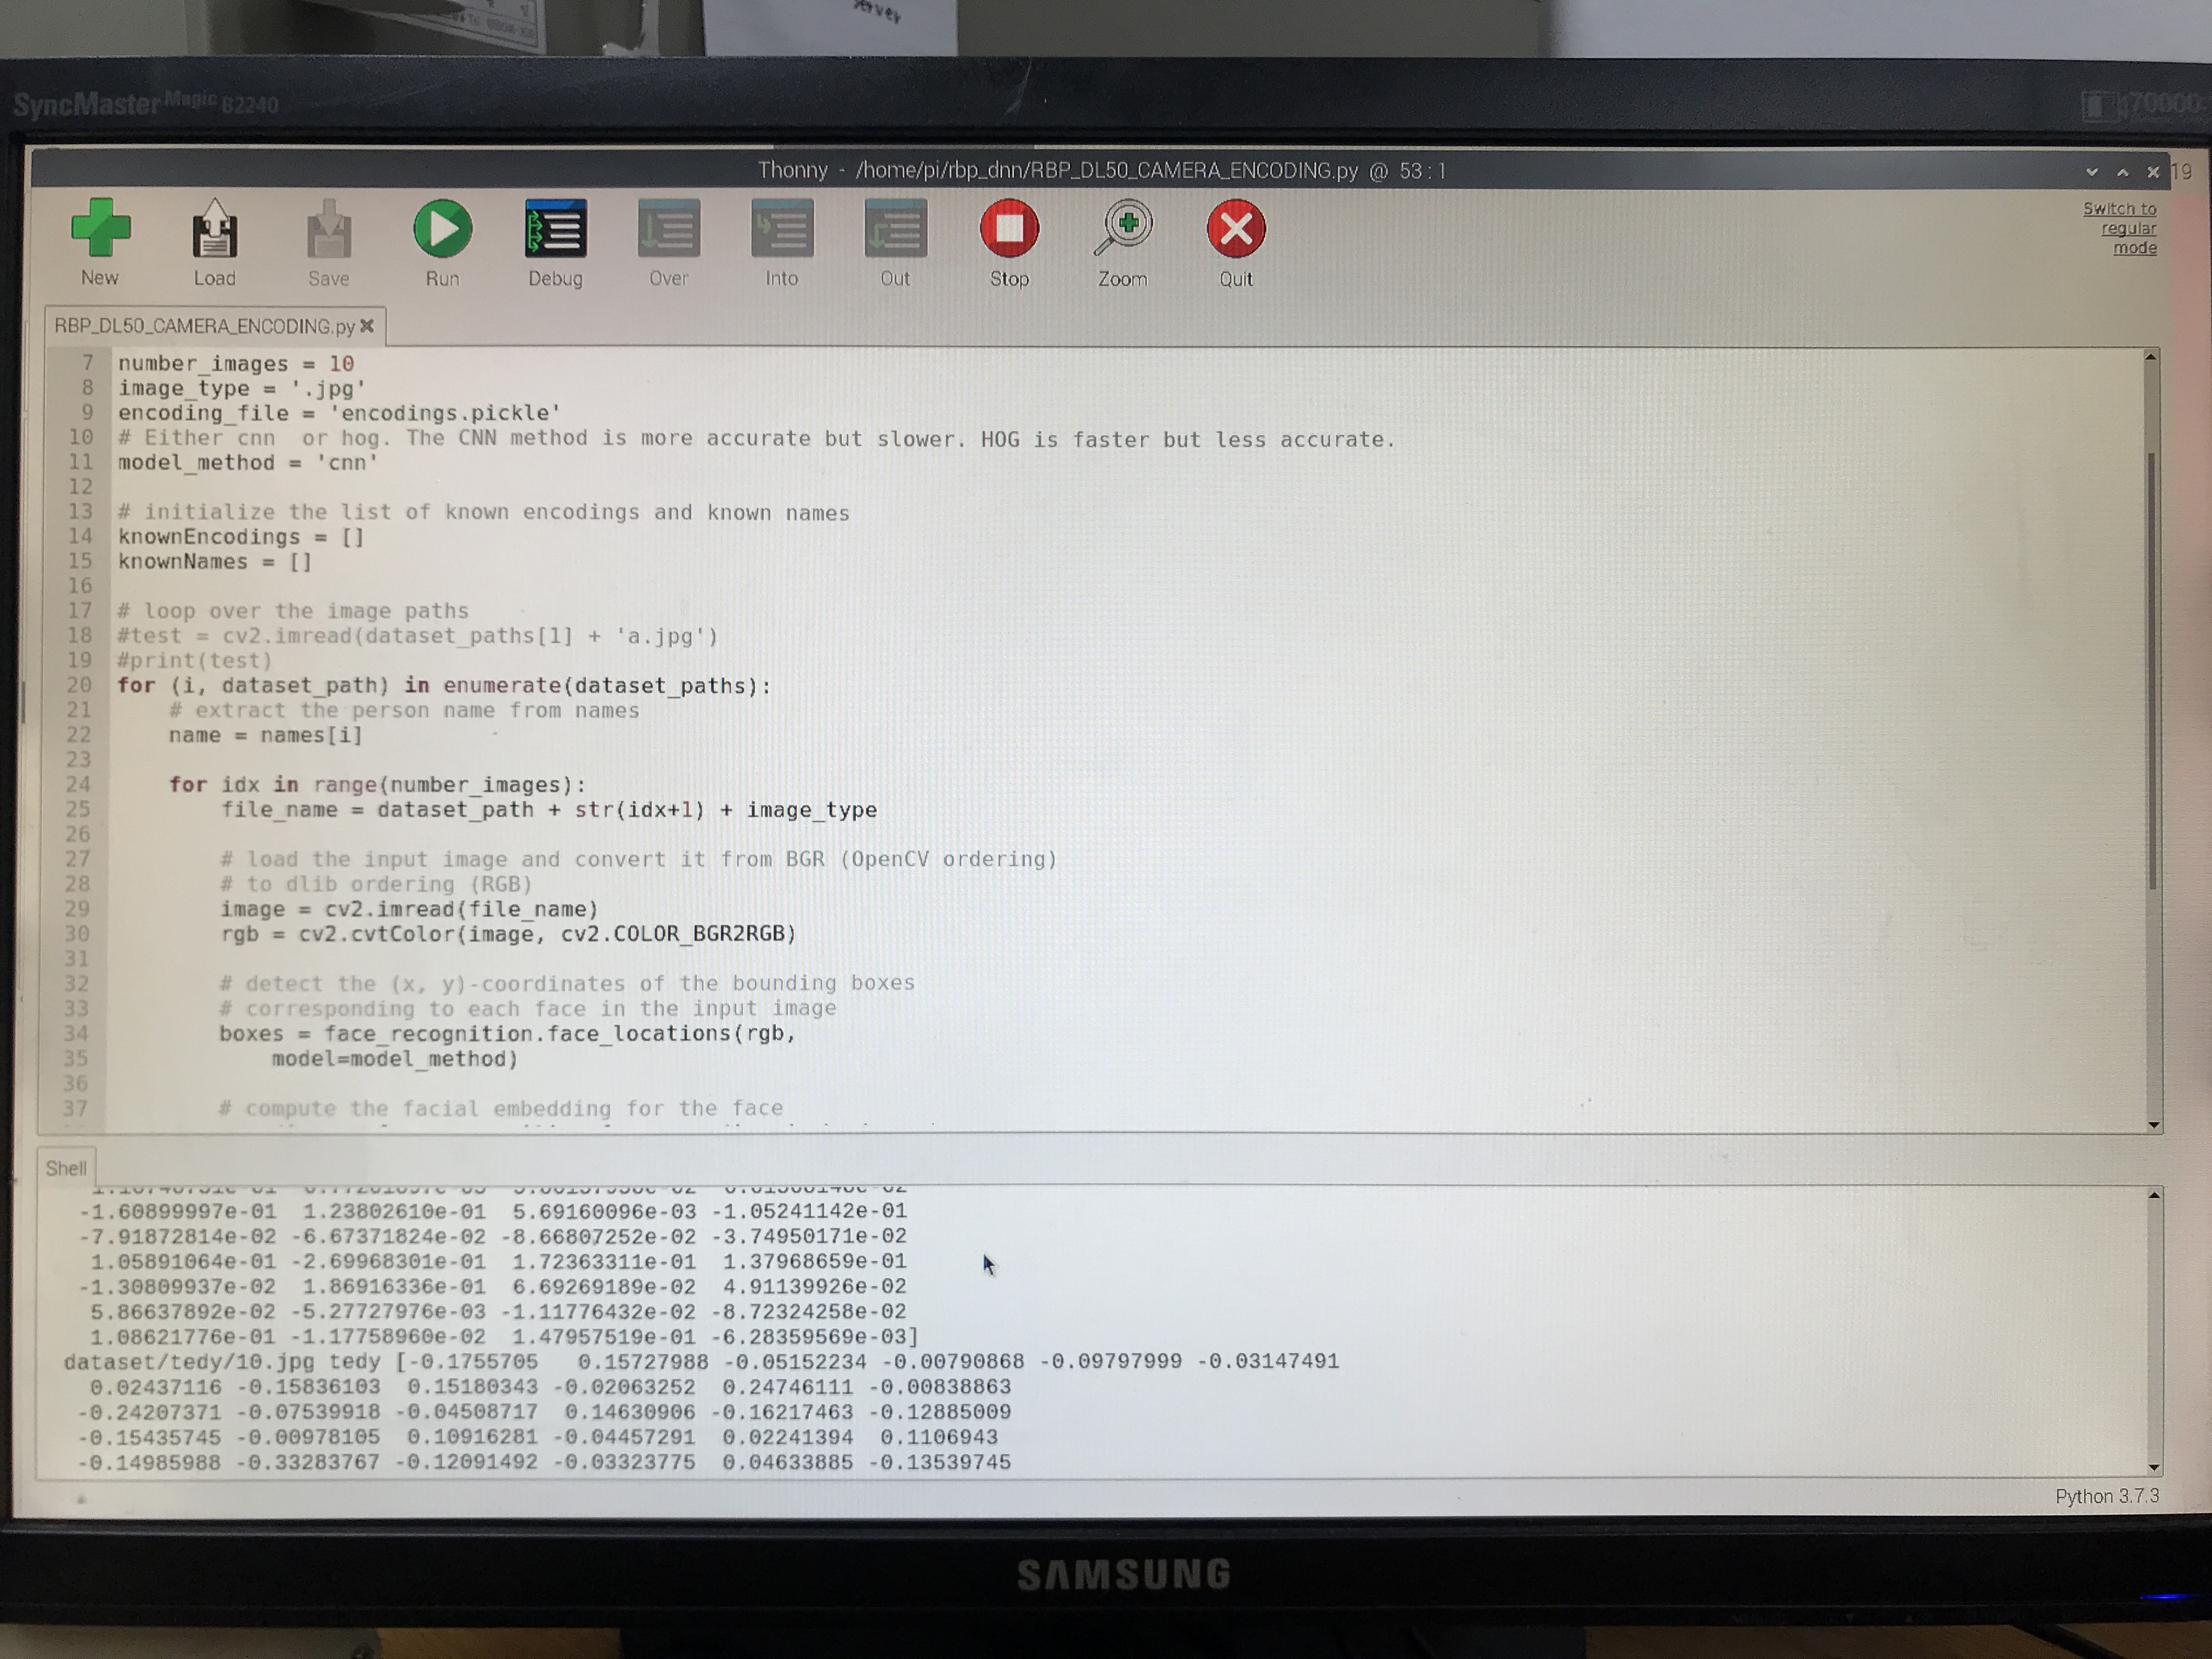 server
SyncMaster Magic B2240
Thonny - /home/pi/rbp_dnn/RBP_DL50_CAMERA_ENCODING.py @ 53 : 1
19
New Load Save Run Debug Over Into Out Stop Zoom Quit
Switch to
regular
mode
RBP_DL50_CAMERA_ENCODING.py
7 number_images = 10
8 image_type = '.jpg'
9 encoding_file = 'encodings.pickle'
10 # Either cnn  or hog. The CNN method is more accurate but slower. HOG is faster but less accurate.
11 model_method = 'cnn'
12
13 # initialize the list of known encodings and known names
14 knownEncodings = []
15 knownNames = []
16
17 # loop over the image paths
18 #test = cv2.imread(dataset_paths[1] + 'a.jpg')
19 #print(test)
20 for (i, dataset_path) in enumerate(dataset_paths):
21     # extract the person name from names
22     name = names[i]
23
24     for idx in range(number_images):
25         file_name = dataset_path + str(idx+1) + image_type
26
27         # load the input image and convert it from BGR (OpenCV ordering)
28         # to dlib ordering (RGB)
29         image = cv2.imread(file_name)
30         rgb = cv2.cvtColor(image, cv2.COLOR_BGR2RGB)
31
32         # detect the (x, y)-coordinates of the bounding boxes
33         # corresponding to each face in the input image
34         boxes = face_recognition.face_locations(rgb,
35             model=model_method)
36
37         # compute the facial embedding for the face
Shell
-1.60899997e-01  1.23802610e-01  5.69160096e-03 -1.05241142e-01
-7.91872814e-02 -6.67371824e-02 -8.66807252e-02 -3.74950171e-02
1.05891064e-01 -2.69968301e-01  1.72363311e-01  1.37968659e-01
-1.30809937e-02  1.86916336e-01  6.69269189e-02  4.91139926e-02
5.86637892e-02 -5.27727976e-03 -1.11776432e-02 -8.72324258e-02
1.08621776e-01 -1.17758960e-02  1.47957519e-01 -6.28359569e-03]
dataset/tedy/10.jpg tedy [-0.1755705   0.15727988 -0.05152234 -0.00790868 -0.09797999 -0.03147491
0.02437116 -0.15836103  0.15180343 -0.02063252  0.24746111 -0.00838863
-0.24207371 -0.07539918 -0.04508717  0.14630906 -0.16217463 -0.12885009
-0.15435745 -0.00978105  0.10916281 -0.04457291  0.02241394  0.1106943
-0.14985988 -0.33283767 -0.12091492 -0.03323775  0.04633885 -0.13539745
Python 3.7.3
SAMSUNG